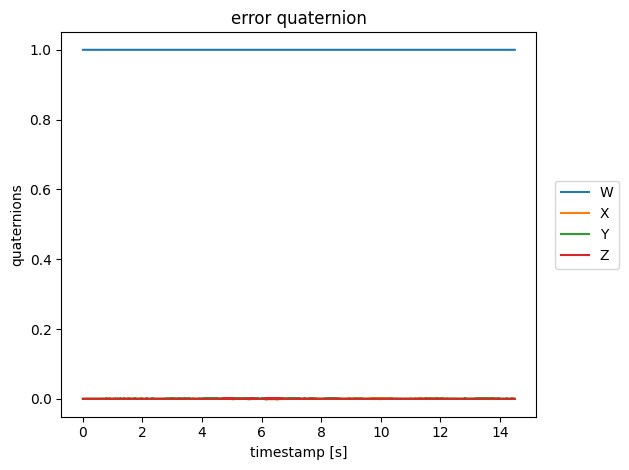 error quaternion
1.0
0.8
0.6
0.4
0.2
0.0
quaternions
0 2 4 6 8 10 12 14
timestamp [s]
W
X
Y
Z